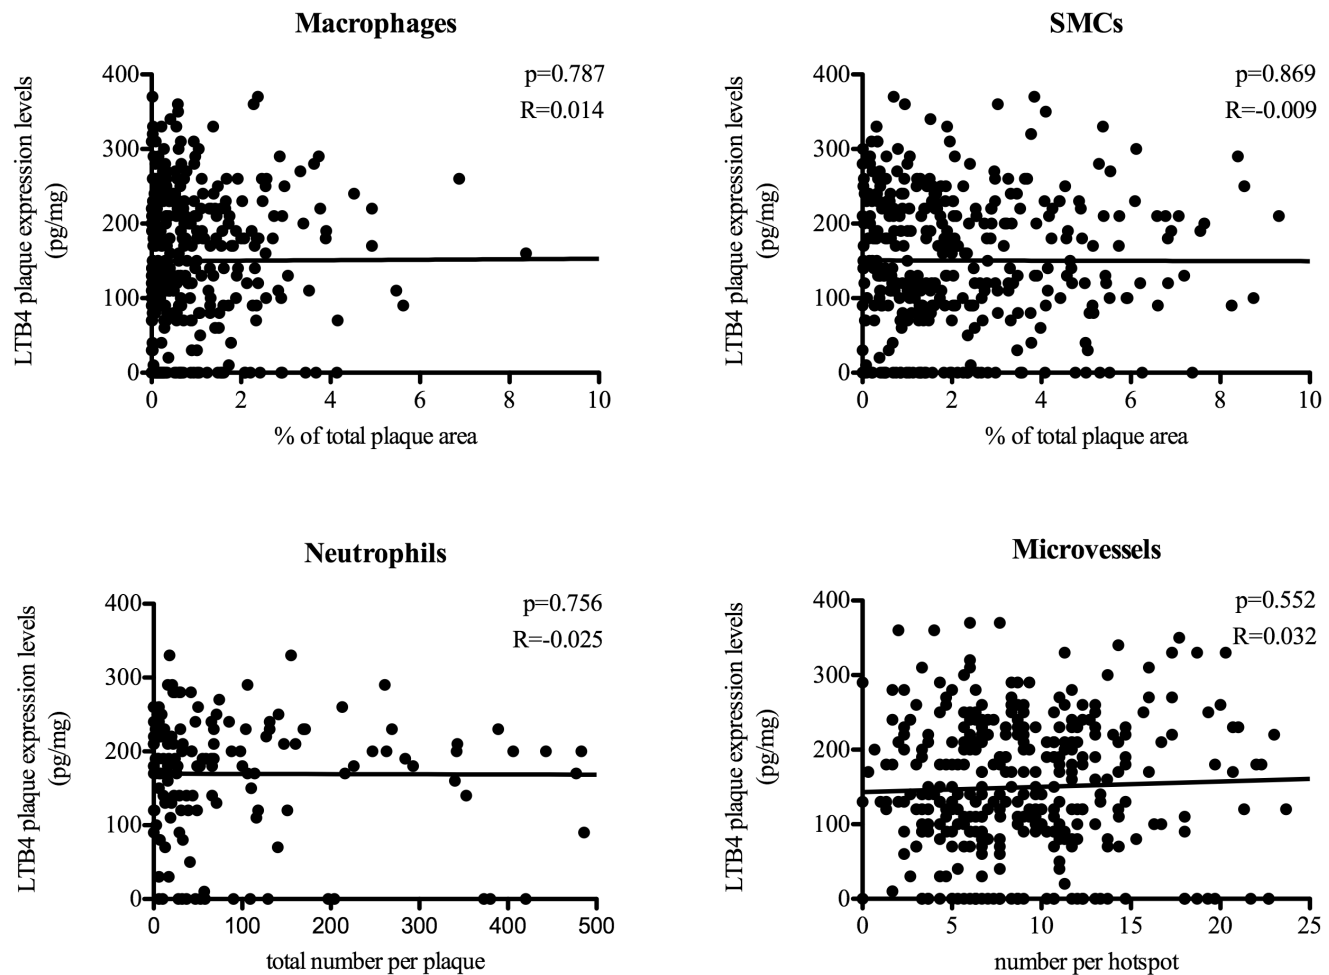 Macrophages
p=0.787
R=0.014
LTB4 plaque expression levels
(pg/mg)
400
300
200
100
0
0 2 4 6 8 10
% of total plaque area
SMCs
p=0.869
R=-0.009
LTB4 plaque expression levels
(pg/mg)
400
300
200
100
0
0 2 4 6 8 10
% of total plaque area
Neutrophils
p=0.756
R=-0.025
LTB4 plaque expression levels
(pg/mg)
400
300
200
100
0
0 100 200 300 400 500
total number per plaque
Microvessels
p=0.552
R=0.032
LTB4 plaque expression levels
(pg/mg)
400
300
200
100
0
0 5 10 15 20 25
number per hotspot